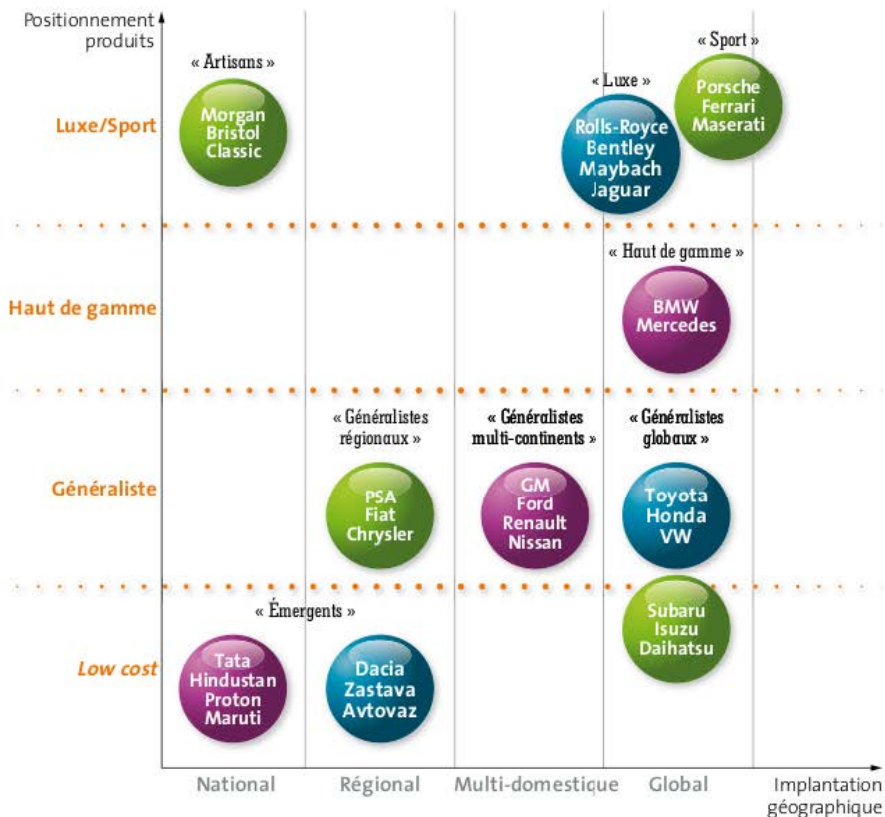 Positionnement
produits
« Artisans »
« Luxe »
« Sport »
Luxe/Sport
Morgan
Bristol
Classic
Rolls-Royce
Bentley
Maybach
Jaguar
Porsche
Ferrari
Maserati
« Haut de gamme »
Haut de gamme
BMW
Mercedes
« Généralistes
régionaux »
« Généralistes
multi-continents »
« Généralistes
globaux »
Généraliste
PSA
Fiat
Chrysler
GM
Ford
Renault
Nissan
Toyota
Honda
VW
« Émergents »
Low cost
Tata
Hindustan
Proton
Maruti
Dacia
Zastava
Avtovaz
Subaru
Isuzu
Daihatsu
National
Régional
Multi-domestique
Global
Implantation
géographique